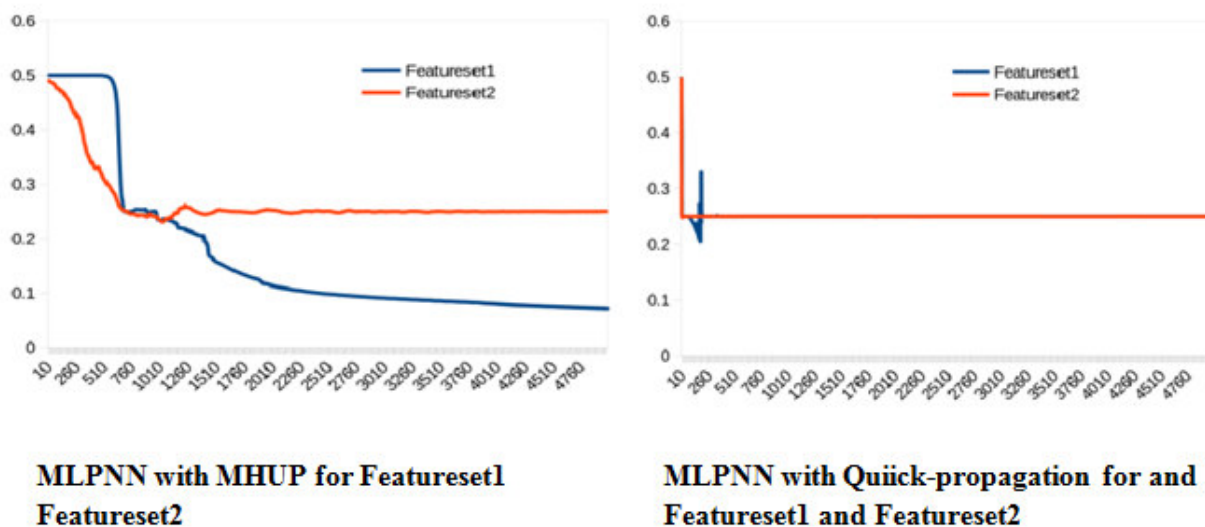 0.6
0.5
0.4
0.3
0.2
0.1
0
Featureset1
Featureset2
10 260 510 760 1010 1260 1510 1760 2010 2260 2510 2760 3010 3260 3510 3760 4010 4260 4510 4760
MLPNN with MHUP for Featureset1
Featureset2
0.6
0.5
0.4
0.3
0.2
0.1
0
Featureset1
Featureset2
10 260 510 760 1010 1260 1510 1760 2010 2260 2510 2760 3010 3260 3510 3760 4010 4260 4510 4760
MLPNN with Quiick-propagation for and
Featureset1 and Featureset2